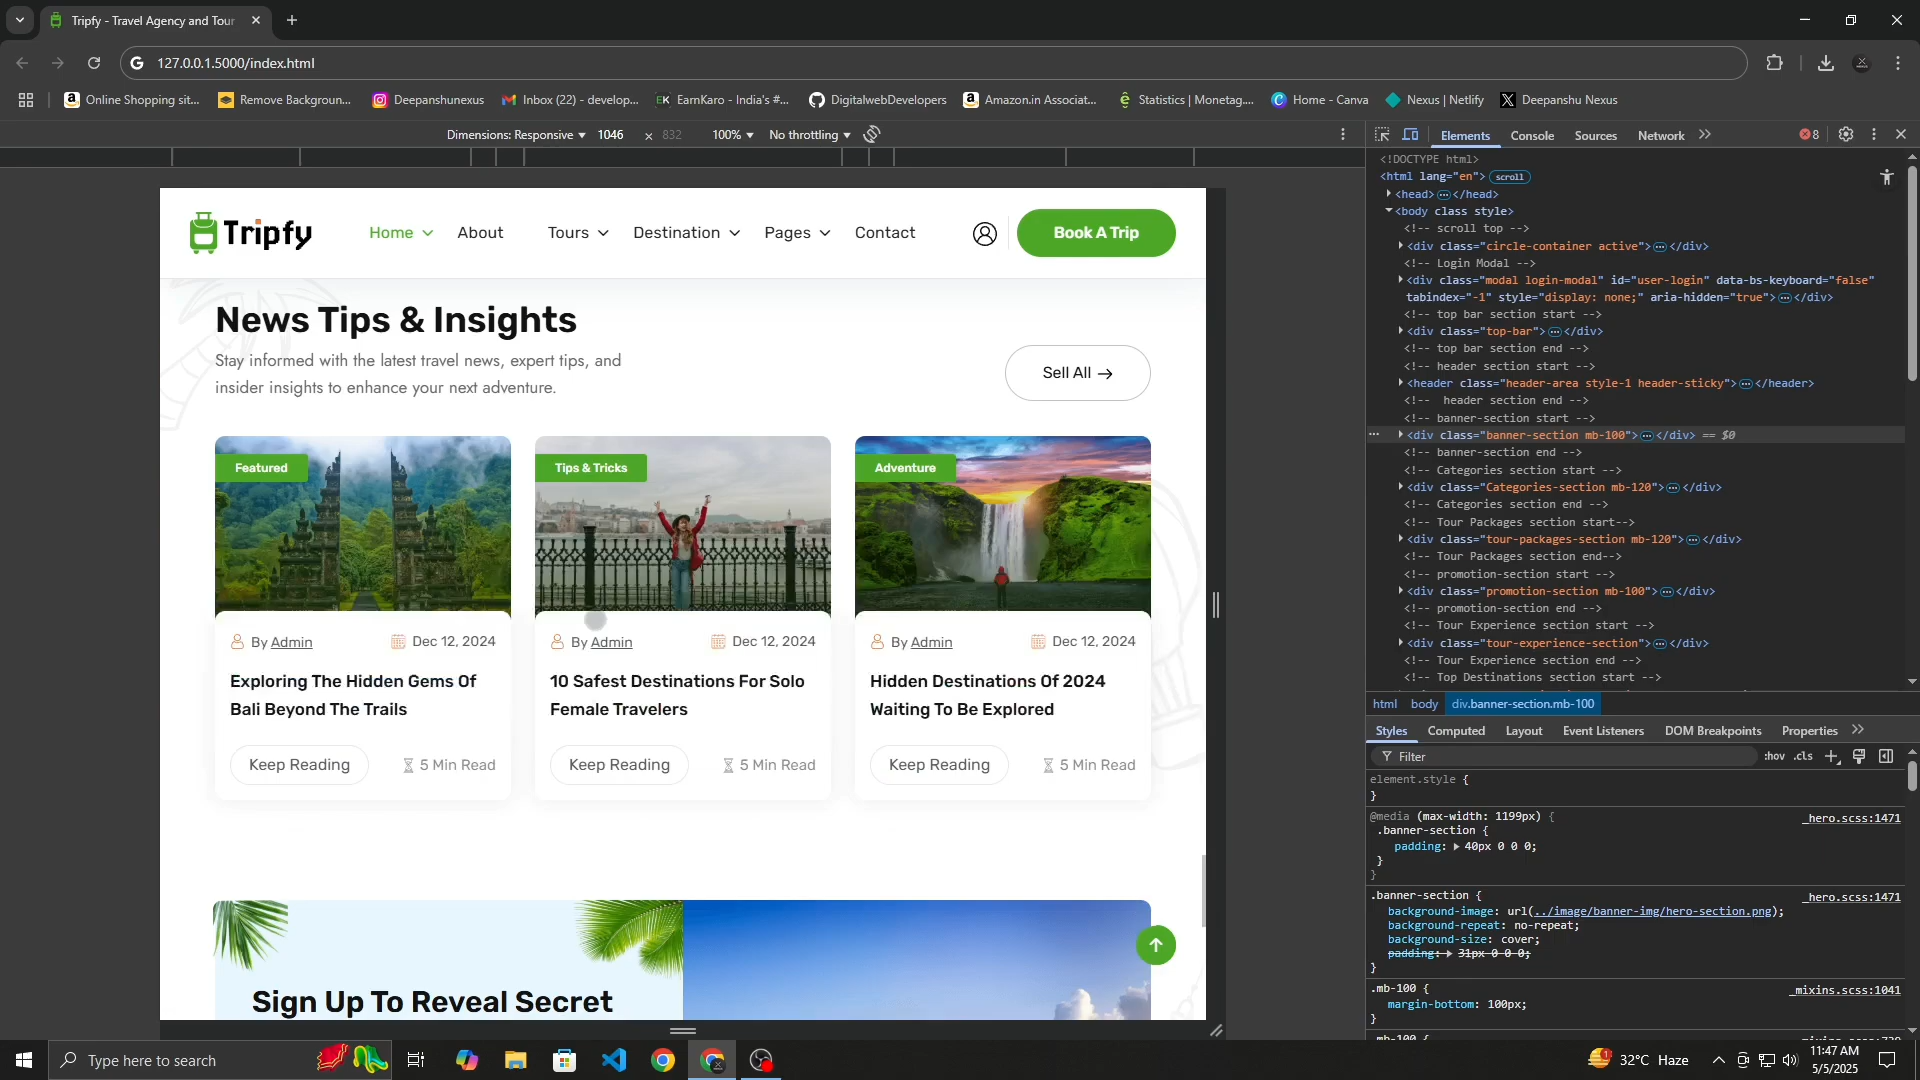 Tripfy - Travel Agency and Tour
127.0.0.1:5000/index.html
Online Shopping sit...
Remove Backgroun...
Deepanshunexus
Inbox (22) - develop...
EarnKaro - India's #...
DigitalwebDevelopers
Amazon.in Associat...
Statistics | Monetag...
Home - Canva
Nexus | Netlify
Deepanshu Nexus
Dimensions: Responsive
1046
x
832
100%
No throttling
Elements
Console
Sources
Network
8
Tripfy
Home
About
Tours
Destination
Pages
Contact
Book A Trip
News Tips & Insights
Stay informed with the latest travel news, expert tips, and
insider insights to enhance your next adventure.
Sell All
Featured
By Admin
Dec 12, 2024
Exploring The Hidden Gems Of
Bali Beyond The Trails
Keep Reading
5 Min Read
Tips & Tricks
By Admin
Dec 12, 2024
10 Safest Destinations For Solo
Female Travelers
Keep Reading
5 Min Read
Adventure
By Admin
Dec 12, 2024
Hidden Destinations Of 2024
Waiting To Be Explored
Keep Reading
5 Min Read
Sign Up To Reveal Secret
<!DOCTYPE html>
<html lang="en"> scroll
<head> </head>
<body class style>
<!-- scroll top -->
<div class="circle-container active"> </div>
<!-- Login Modal -->
<div class="modal login-modal" id="user-login" data-bs-keyboard="false"
tabindex="-1" style="display: none;" aria-hidden="true"> </div>
<!-- top bar section start -->
<div class="top-bar"> </div>
<!-- top bar section end -->
<!-- header section start -->
<header class="header-area style-1 header-sticky"> </header>
<!--  header section end -->
<!-- banner-section start -->
<div class="banner-section mb-100"> </div> == $0
<!-- banner-section end -->
<!-- Categories section start -->
<div class="Categories-section mb-120"> </div>
<!-- Categories section end -->
<!-- Tour Packages section start-->
<div class="tour-packages-section mb-120"> </div>
<!-- Tour Packages section end-->
<!-- promotion-section start -->
<div class="promotion-section mb-100"> </div>
<!-- promotion-section end -->
<!-- Tour Experience section start -->
<div class="tour-experience-section"> </div>
<!-- Tour Experience section end -->
<!-- Top Destinations section start -->
html
body
div.banner-section.mb-100
Styles
Computed
Layout
Event Listeners
DOM Breakpoints
Properties
Filter
:hov
.cls
element.style {
}
@media (max-width: 1199px) {
_hero.scss:1471
.banner-section {
padding: 40px 0 0 0;
}
}
.banner-section {
_hero.scss:1471
background-image: url(../image/banner-img/hero-section.png);
background-repeat: no-repeat;
background-size: cover;
padding: 31px 0 0 0;
}
.mb-100 {
_mixins.scss:1041
margin-bottom: 100px;
}
Type here to search
1
32°C Haze
11:47 AM
5/5/2025